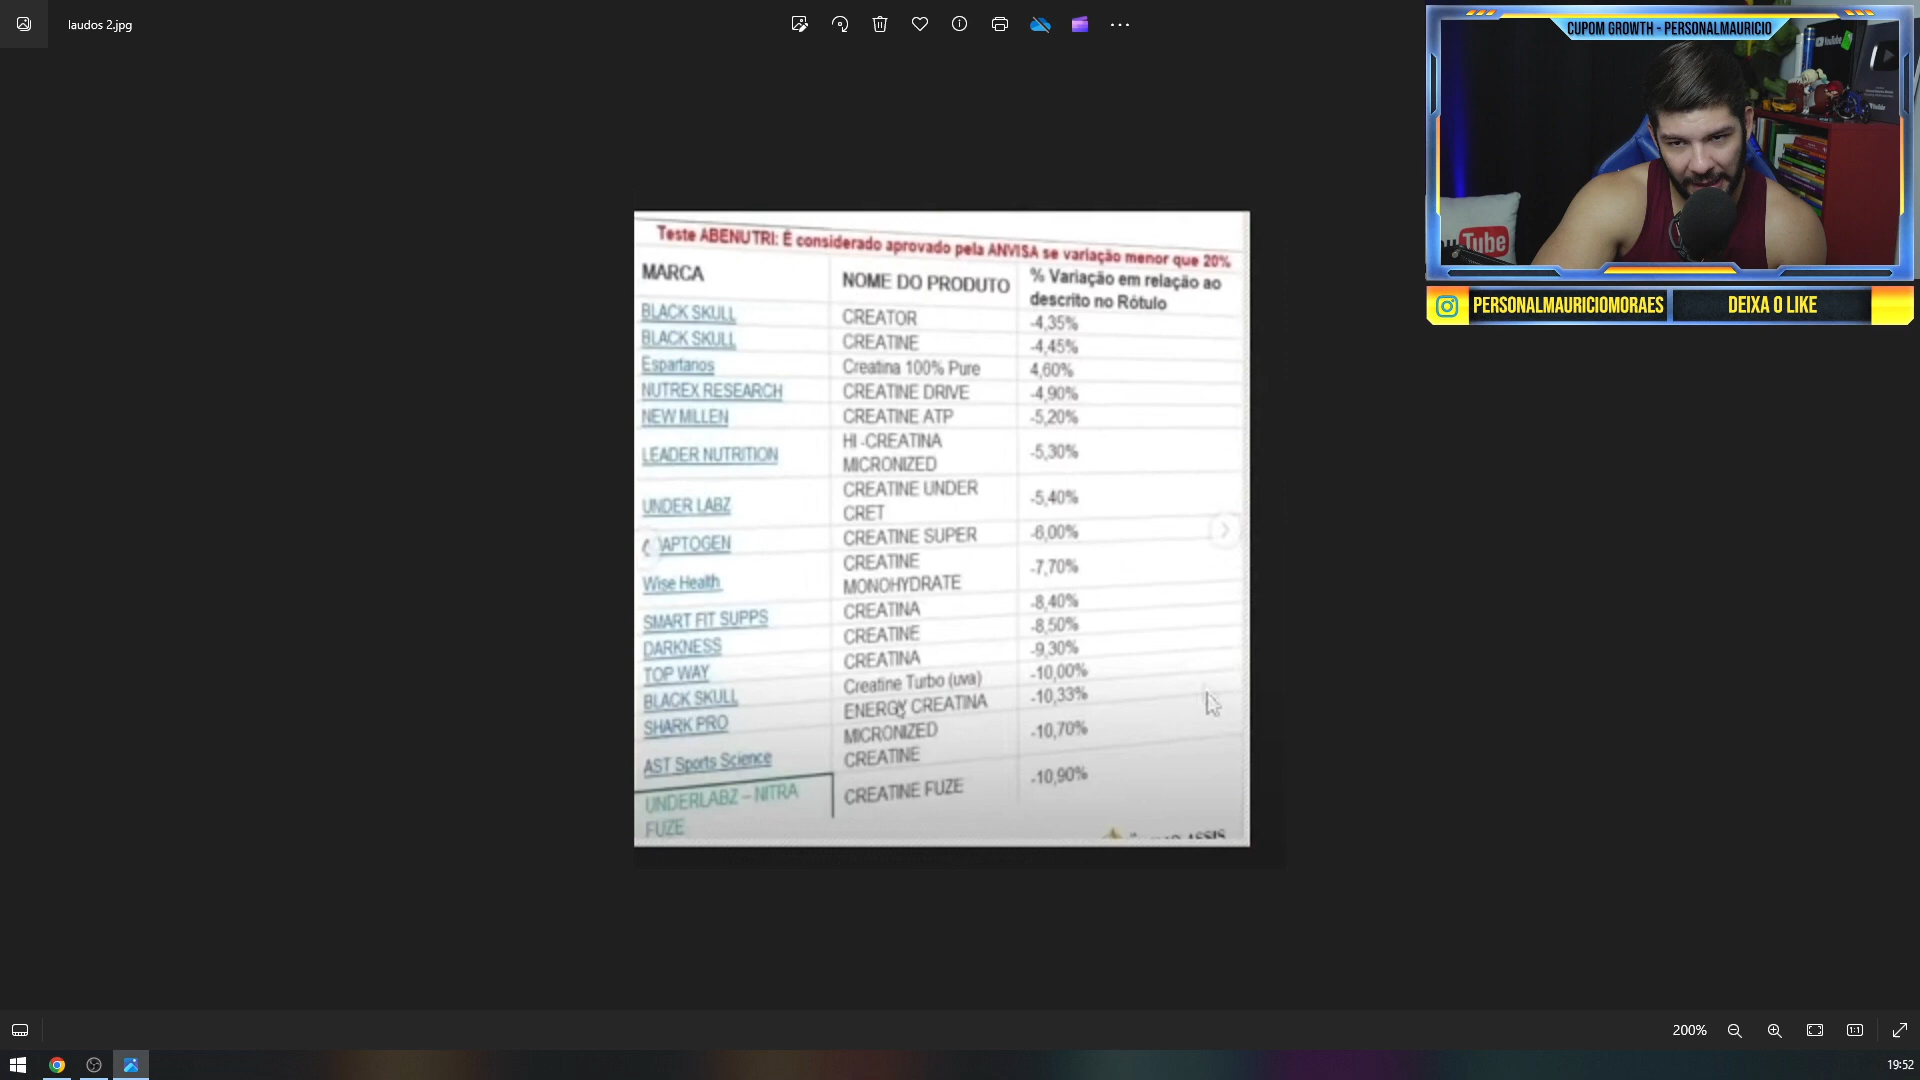 laudos 2.jpg
CUPOM GROWTH - PERSONALMAURICIO
YouTube
Tube
PERSONALMAURICIOMORAES
DEIXA O LIKE
Teste ABENUTRI: É considerado aprovado pela ANVISA se variação menor que 20%
MARCA NOME DO PRODUTO % Variação em relação ao
descrito no Rótulo
BLACK SKULL CREATOR -4,35%
BLACK SKULL CREATINE -4,45%
Espartanos Creatina 100% Pure 4,60%
NUTREX RESEARCH CREATINE DRIVE -4,90%
NEW MILLEN CREATINE ATP -5,20%
LEADER NUTRITION HI -CREATINA -5,30%
MICRONIZED
UNDER LABZ CREATINE UNDER -5,40%
CRET
APTOGEN CREATINE SUPER -6,00%
Wise Health CREATINE -7,70%
MONOHYDRATE
SMART FIT SUPPS CREATINA -8,40%
DARKNESS CREATINE -8,50%
TOP WAY CREATINA -9,30%
BLACK SKULL Creatine Turbo (uva) -10,00%
SHARK PRO ENERGY CREATINA -10,33%
AST Sports Science MICRONIZED -10,70%
CREATINE
UNDERLABZ – NITRA CREATINE FUZE -10,90%
FUZE
ASSIS
200%
1:1
19:52